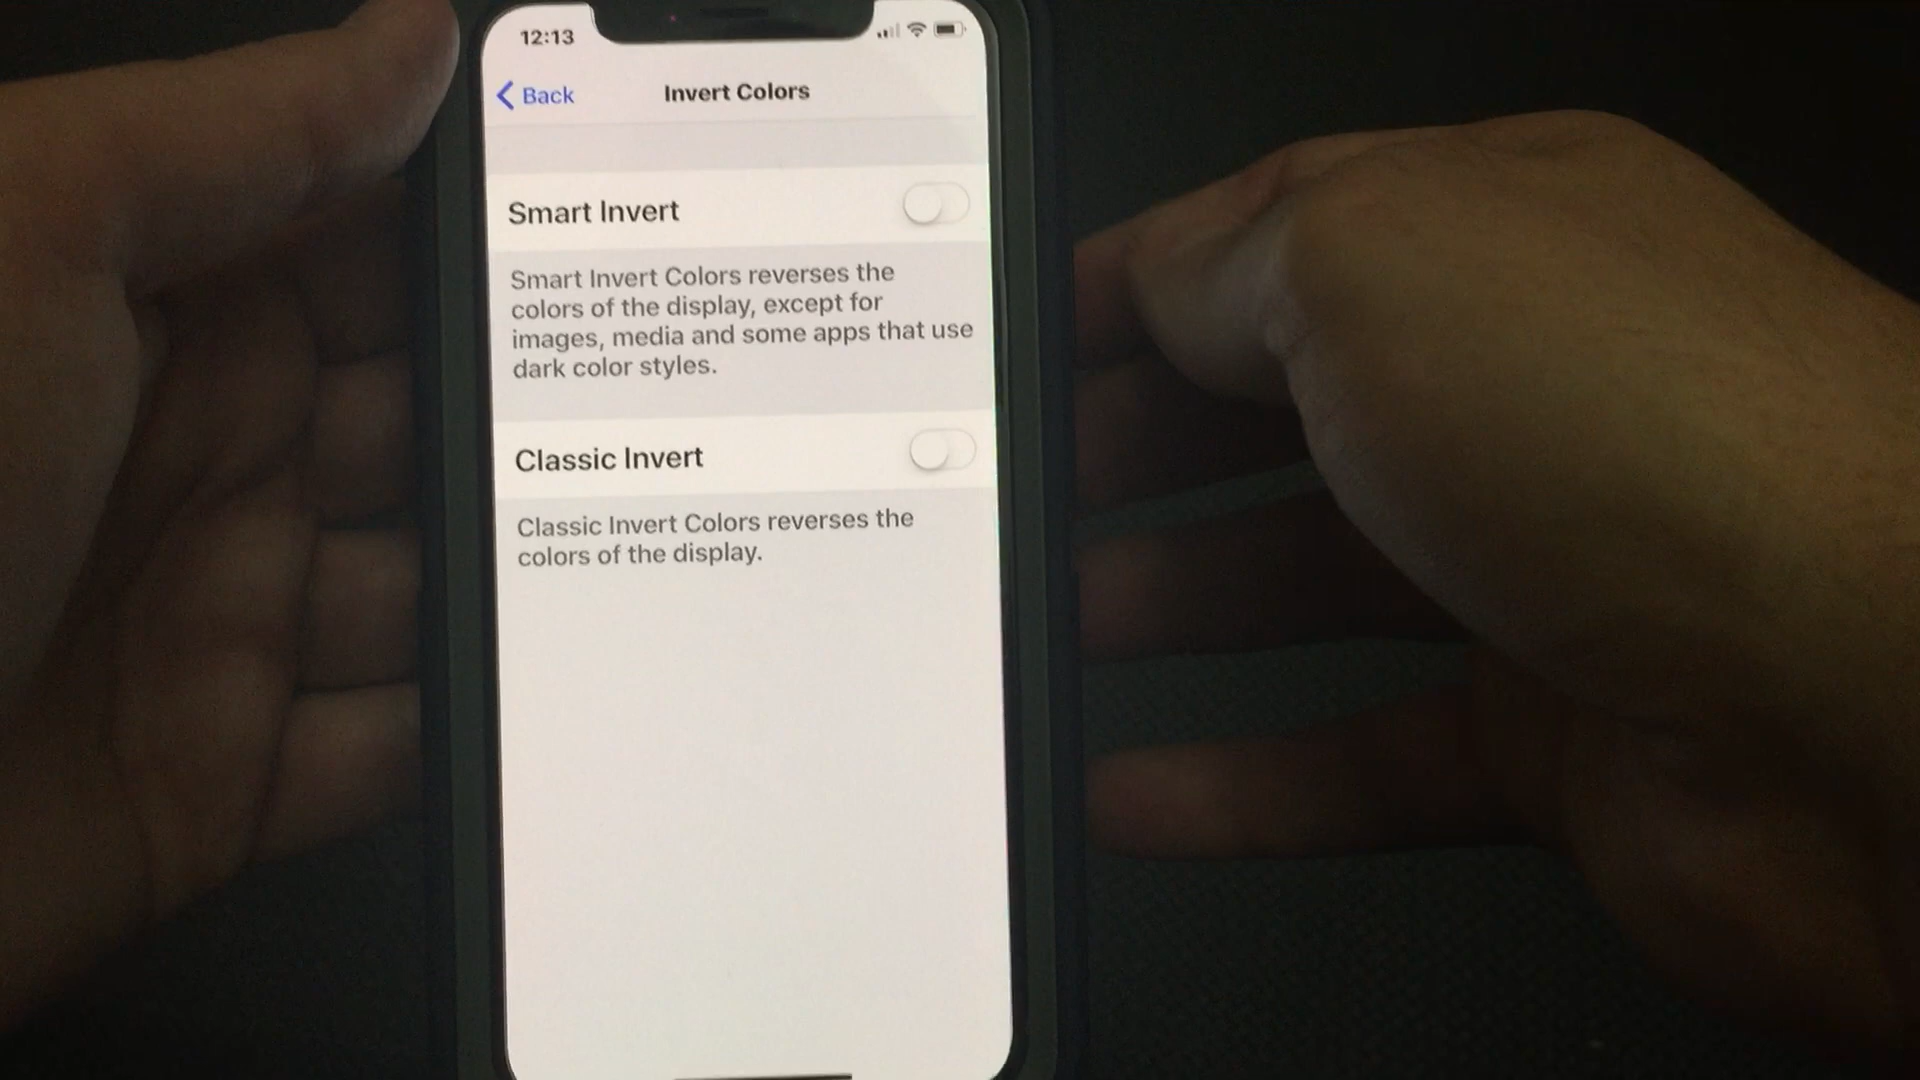 12:13
Back
Invert Colors
Smart Invert
Smart Invert Colors reverses the
colors of the display, except for
images, media and some apps that use
dark color styles.
Classic Invert
Classic Invert Colors reverses the
colors of the display.